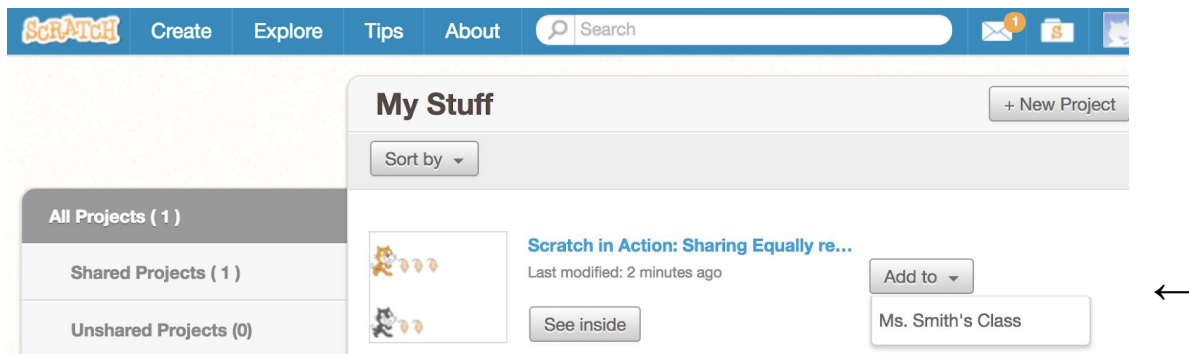 SCRATCH Create Explore Tips About Search 1 S
My Stuff + New Project
Sort by
All Projects ( 1 )
Shared Projects ( 1 )
Unshared Projects (0)
Scratch in Action: Sharing Equally re...
Last modified: 2 minutes ago
See inside
Add to
Ms. Smith's Class
←